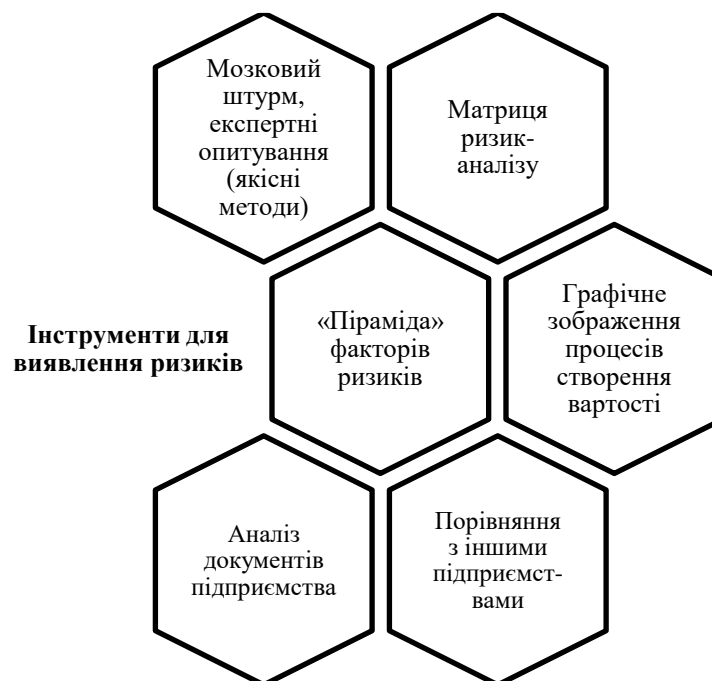 Мозковий
штурм,
експертні
опитування
(якісні
методи)
Матриця
ризик-
аналізу
Інструменти для
виявлення ризиків
«Піраміда»
факторів
ризиків
Графічне
зображення
процесів
створення
вартості
Аналіз
документів
підприємства
Порівняння
з іншими
підприємст-
вами